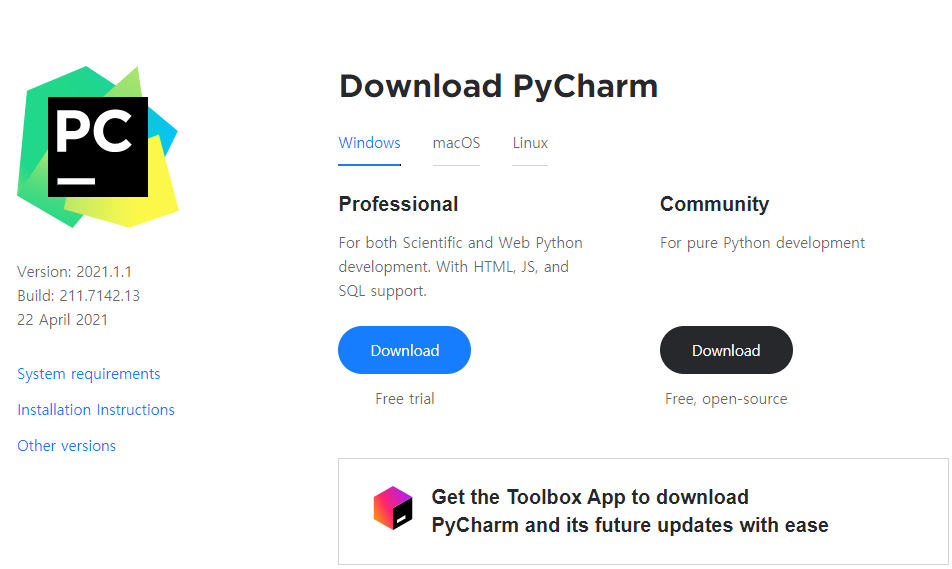 PC
Version: 2021.1.1
Build: 211.7142.13
22 April 2021
System requirements
Installation Instructions
Other versions
Download PyCharm
Windows
macOS
Linux
Professional
For both Scientific and Web Python
development. With HTML, JS, and
SQL support.
Download
Free trial
Community
For pure Python development
Download
Free, open-source
Get the Toolbox App to download
PyCharm and its future updates with ease